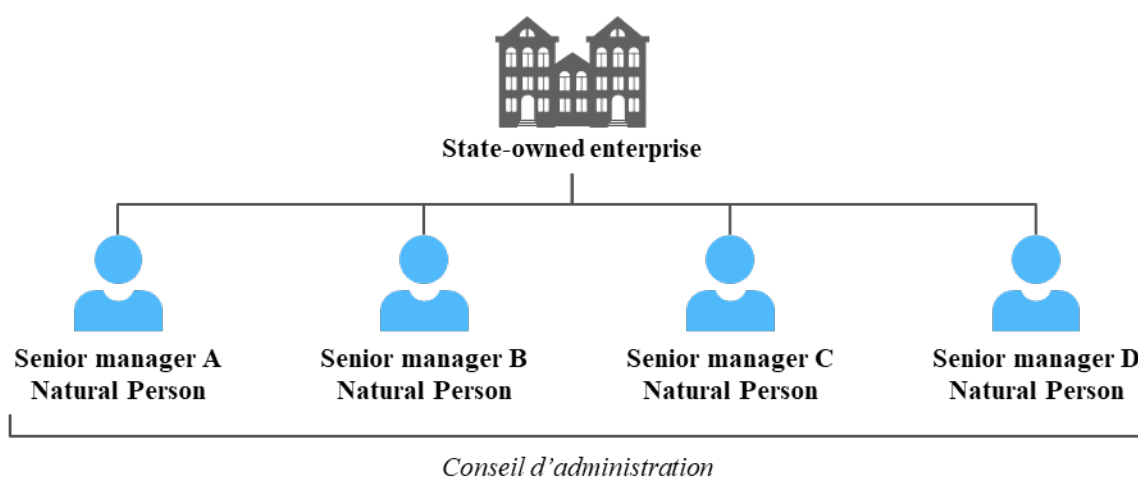 State-owned enterprise
Senior manager A
Natural Person
Senior manager B
Natural Person
Senior manager C
Natural Person
Senior manager D
Natural Person
Conseil d’administration